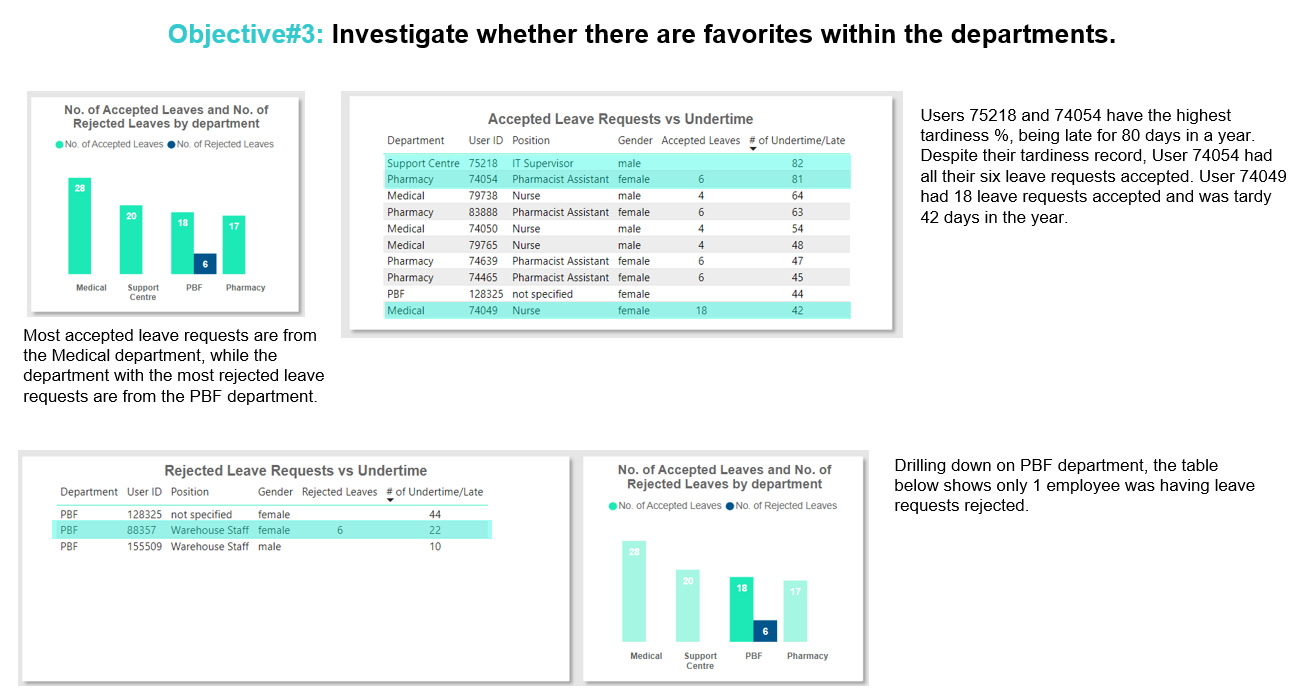 Objective#3: Investigate whether there are favorites within the departments.
No. of Accepted Leaves and No. of
Rejected Leaves by department
No. of Accepted Leaves No. of Rejected Leaves
28
20
18
6
17
Medical
Support
Centre
PBF
Pharmacy
Most accepted leave requests are from
the Medical department, while the
department with the most rejected leave
requests are from the PBF department.
Accepted Leave Requests vs Undertime
Department User ID Position Gender Accepted Leaves # of Undertime/Late
Support Centre 75218 IT Supervisor male 82
Pharmacy 74054 Pharmacist Assistant female 6 81
Medical 79738 Nurse male 4 64
Pharmacy 83888 Pharmacist Assistant female 6 63
Medical 74050 Nurse male 4 54
Medical 79765 Nurse male 4 48
Pharmacy 74639 Pharmacist Assistant female 6 47
Pharmacy 74465 Pharmacist Assistant female 6 45
PBF 128325 not specified female 44
Medical 74049 Nurse female 18 42
Users 75218 and 74054 have the highest
tardiness %, being late for 80 days in a year.
Despite their tardiness record, User 74054 had
all their six leave requests accepted. User 74049
had 18 leave requests accepted and was tardy
42 days in the year.
Rejected Leave Requests vs Undertime
Department User ID Position Gender Rejected Leaves # of Undertime/Late
PBF 128325 not specified female 44
PBF 88357 Warehouse Staff female 6 22
PBF 155509 Warehouse Staff male 10
No. of Accepted Leaves and No. of
Rejected Leaves by department
No. of Accepted Leaves No. of Rejected Leaves
28
20
18
6
17
Medical
Support
Centre
PBF
Pharmacy
Drilling down on PBF department, the table
below shows only 1 employee was having leave
requests rejected.